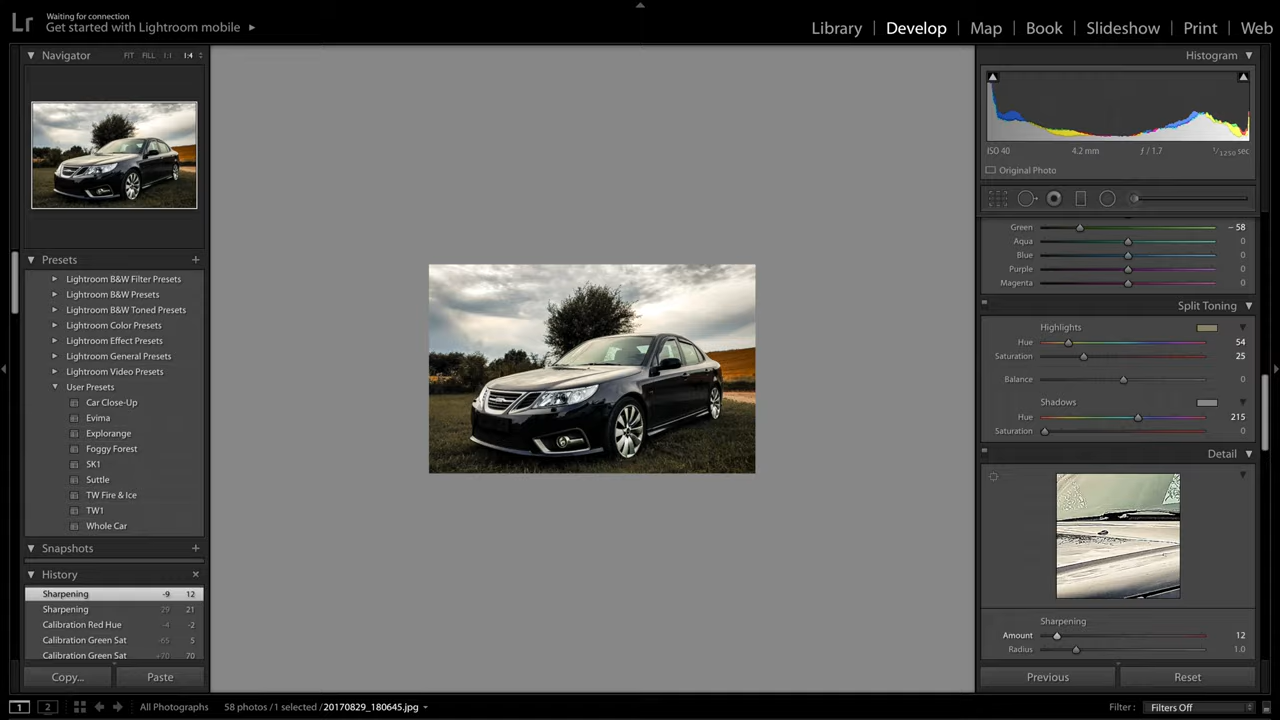 Lr
Waiting for connection
Get started with Lightroom mobile
Library | Develop | Map | Book | Slideshow | Print | Web
Navigator FIT FILL 1:1 1:4
Presets +
Lightroom B&W Filter Presets
Lightroom B&W Presets
Lightroom B&W Toned Presets
Lightroom Color Presets
Lightroom Effect Presets
Lightroom General Presets
Lightroom Video Presets
User Presets
Car Close-Up
Evima
Explorange
Foggy Forest
SK1
Suttle
TW Fire & Ice
TW1
Whole Car
Snapshots +
History ×
Sharpening -9 12
Sharpening 29 21
Calibration Red Hue -4 -2
Calibration Green Sat -65 5
Calibration Green Sat +70 70
Copy... Paste
Histogram
ISO 40 4.2 mm ƒ / 1.7 1/1250 sec
Original Photo
Green – 58
Aqua 0
Blue 0
Purple 0
Magenta 0
Split Toning
Highlights
Hue 54
Saturation 25
Balance 0
Shadows
Hue 215
Saturation 0
Detail
Sharpening
Amount 12
Radius 1.0
Previous Reset
1 2 All Photographs 58 photos / 1 selected / 20170829_180645.jpg Filter : Filters Off